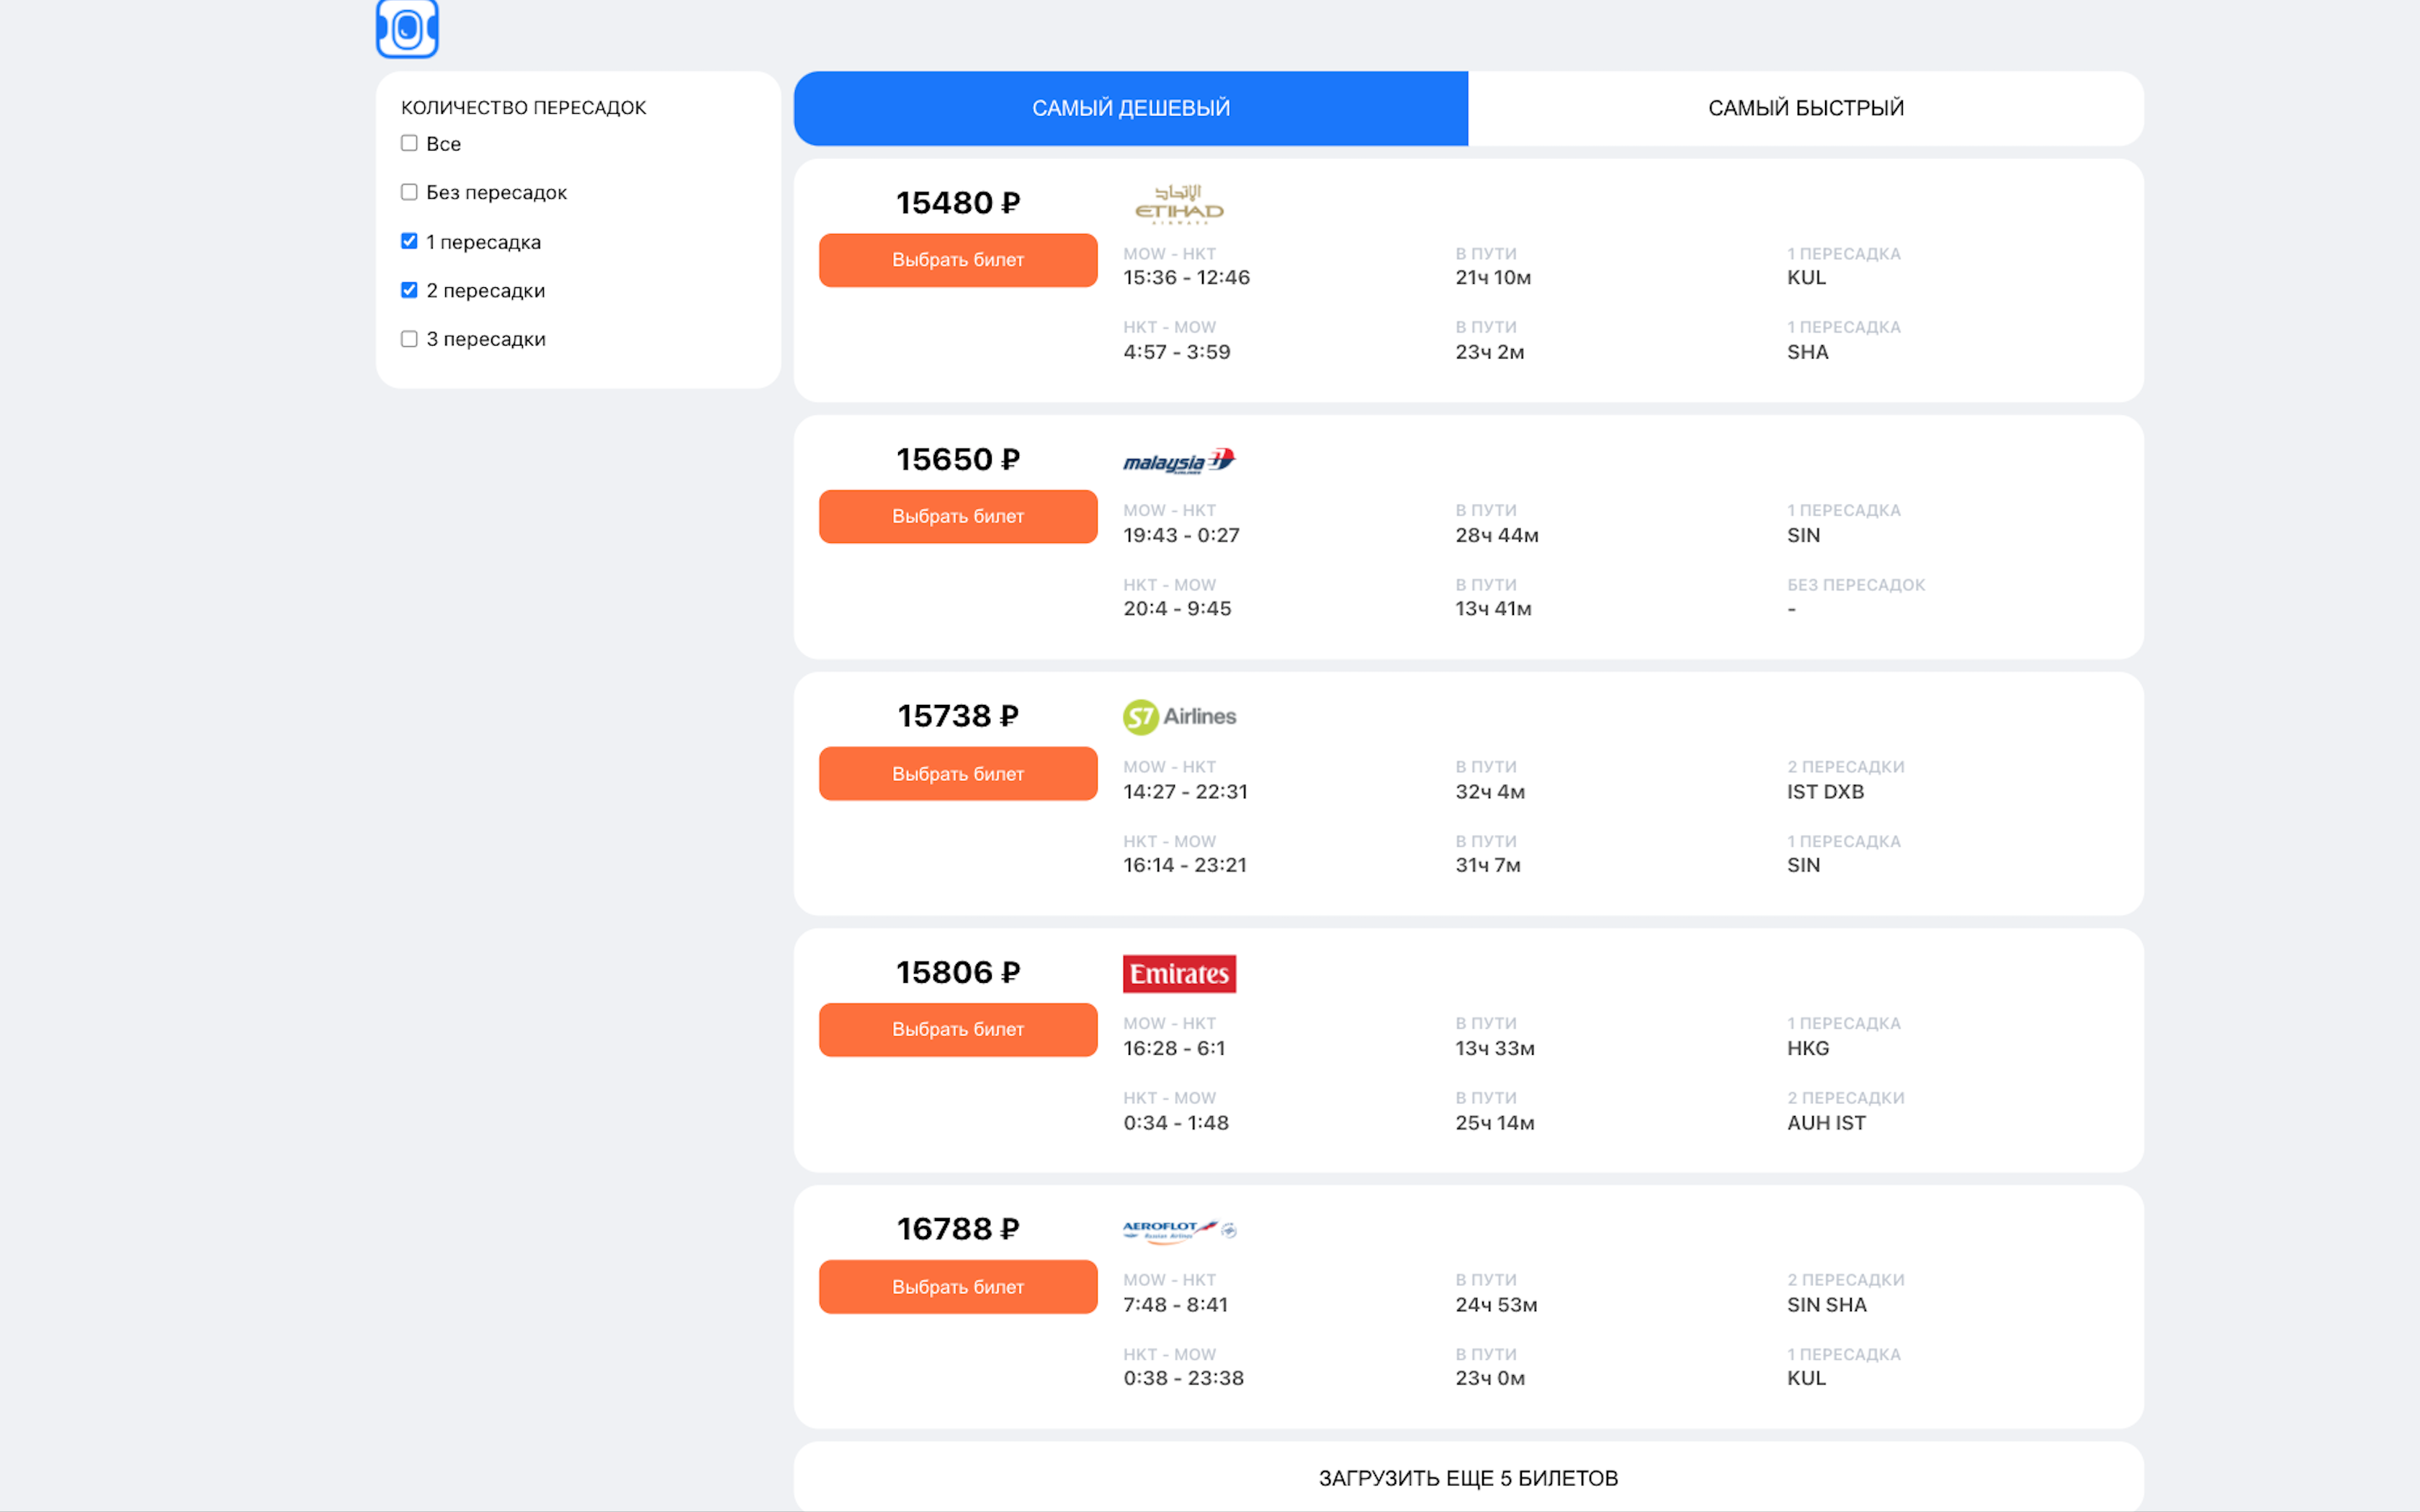 КОЛИЧЕСТВО ПЕРЕСАДОК
Все
Без пересадок
1 пересадка
2 пересадки
3 пересадки
САМЫЙ ДЕШЕВЫЙ
САМЫЙ БЫСТРЫЙ
15480 ₽
الإتحاد
ETIHAD
AIRWAYS
Выбрать билет
MOW - HKT
В ПУТИ
1 ПЕРЕСАДКА
15:36 - 12:46
21ч 10м
KUL
HKT - MOW
В ПУТИ
1 ПЕРЕСАДКА
4:57 - 3:59
23ч 2м
SHA
15650 ₽
malaysia
AIRLINES
Выбрать билет
MOW - HKT
В ПУТИ
1 ПЕРЕСАДКА
19:43 - 0:27
28ч 44м
SIN
HKT - MOW
В ПУТИ
БЕЗ ПЕРЕСАДОК
20:4 - 9:45
13ч 41м
-
15738 ₽
S7 Airlines
Выбрать билет
MOW - HKT
В ПУТИ
2 ПЕРЕСАДКИ
14:27 - 22:31
32ч 4м
IST DXB
HKT - MOW
В ПУТИ
1 ПЕРЕСАДКА
16:14 - 23:21
31ч 7м
SIN
15806 ₽
Emirates
Выбрать билет
MOW - HKT
В ПУТИ
1 ПЕРЕСАДКА
16:28 - 6:1
13ч 33м
HKG
HKT - MOW
В ПУТИ
2 ПЕРЕСАДКИ
0:34 - 1:48
25ч 14м
AUH IST
16788 ₽
AEROFLOT
Russian Airlines
Выбрать билет
MOW - HKT
В ПУТИ
2 ПЕРЕСАДКИ
7:48 - 8:41
24ч 53м
SIN SHA
HKT - MOW
В ПУТИ
1 ПЕРЕСАДКА
0:38 - 23:38
23ч 0м
KUL
ЗАГРУЗИТЬ ЕЩЕ 5 БИЛЕТОВ